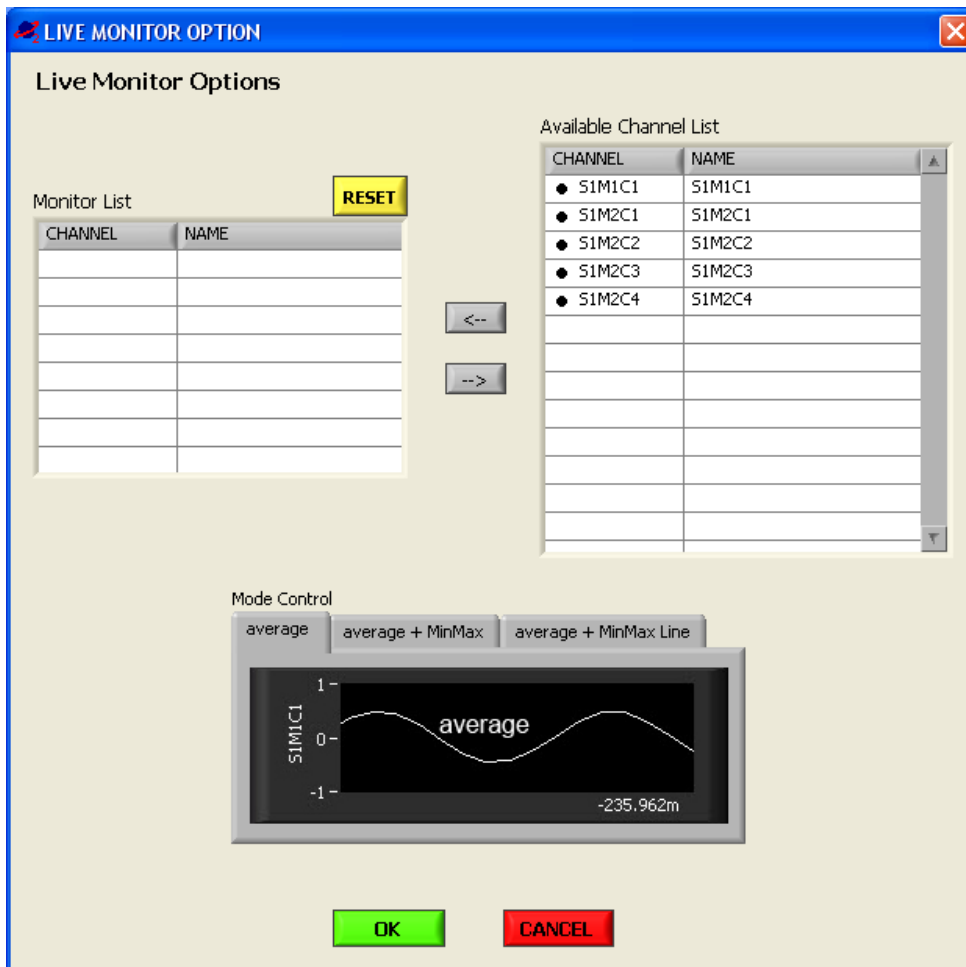 LIVE MONITOR OPTION
Live Monitor Options
Available Channel List
CHANNEL NAME
S1M1C1 S1M1C1
S1M2C1 S1M2C1
S1M2C2 S1M2C2
S1M2C3 S1M2C3
S1M2C4 S1M2C4
RESET
Monitor List
CHANNEL NAME
<--
-->
Mode Control
average average + MinMax average + MinMax Line
S1M1C1
1
0
-1
average
-235.962m
OK CANCEL